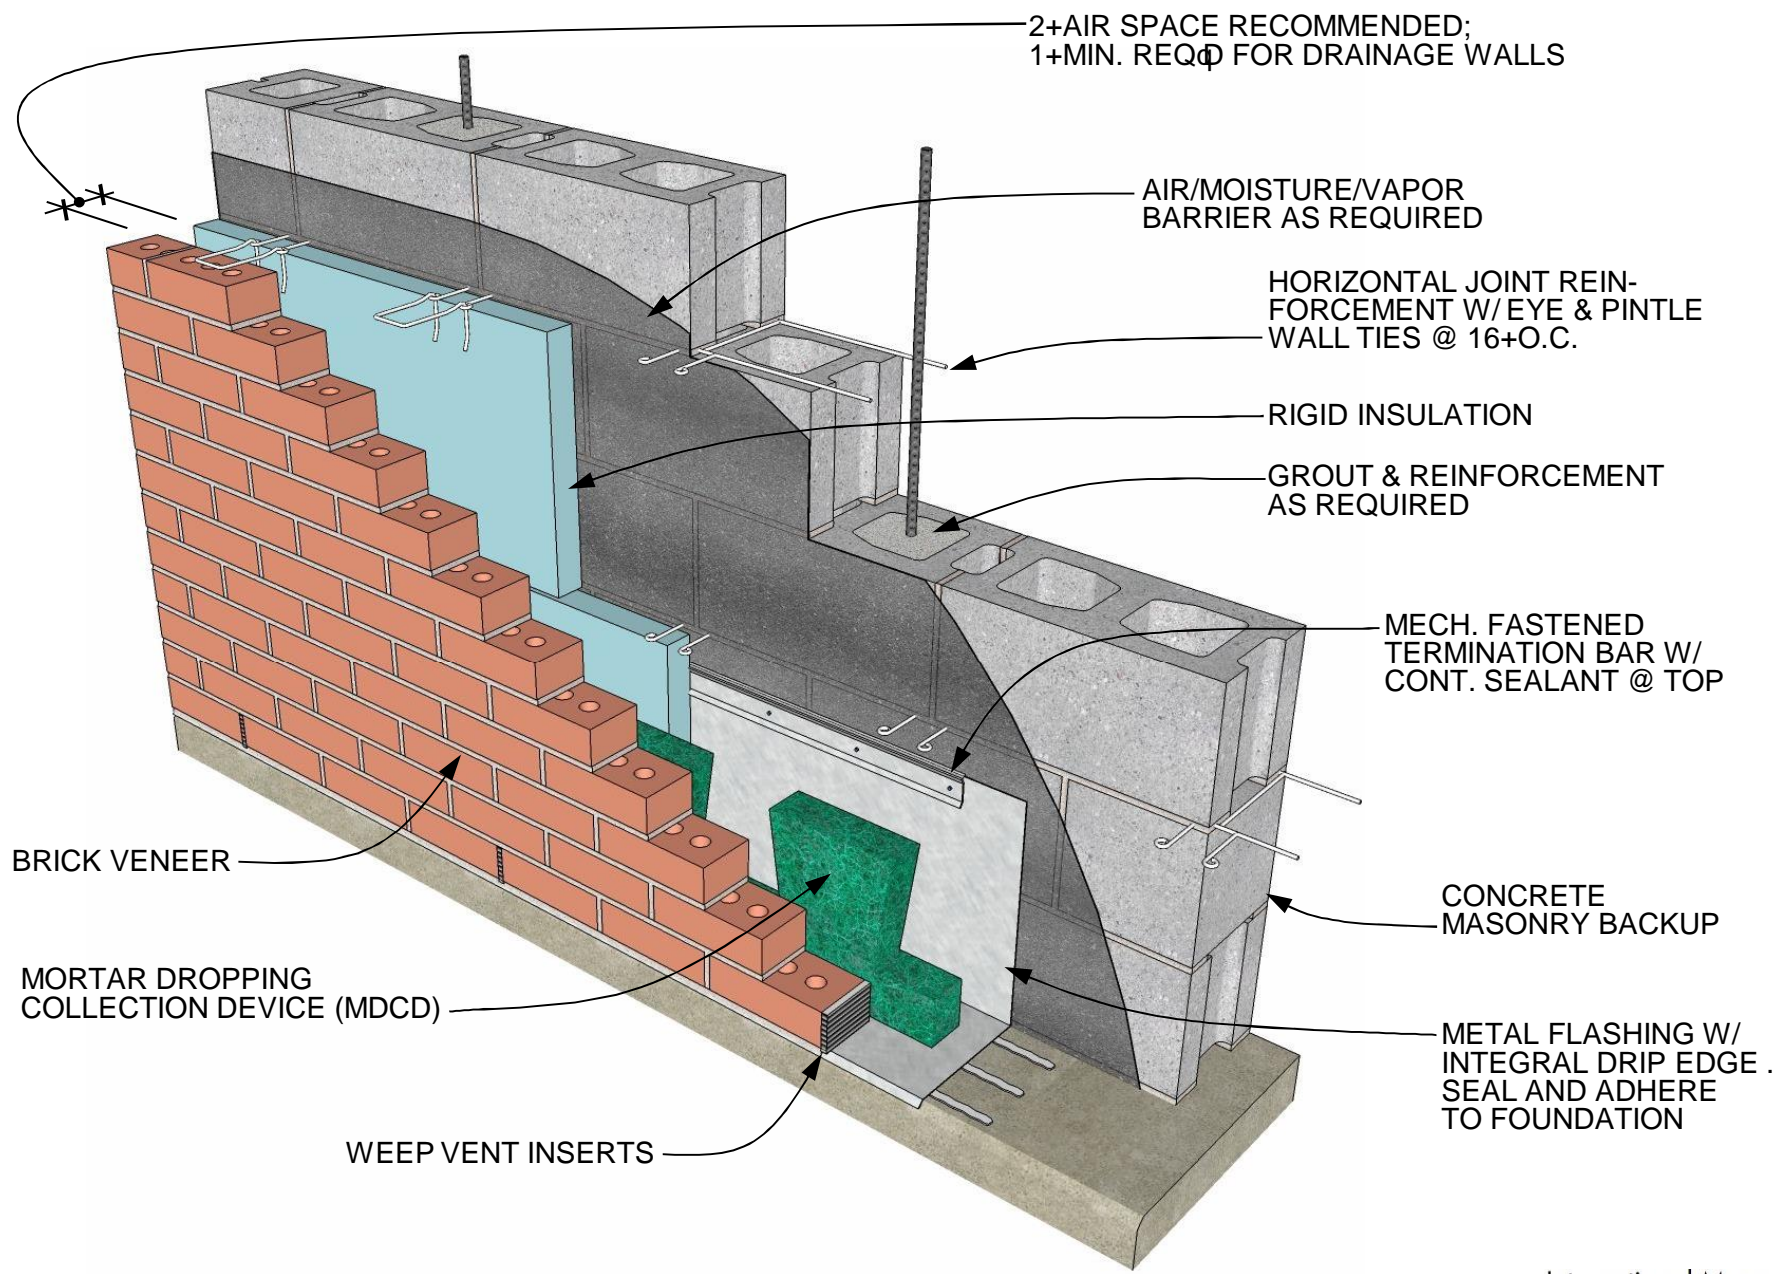 2+AIR SPACE RECOMMENDED;
1+MIN. REQφD FOR DRAINAGE WALLS
AIR/MOISTURE/VAPOR
BARRIER AS REQUIRED
HORIZONTAL JOINT REIN-
FORCEMENT W/ EYE & PINTLE
WALL TIES @ 16+O.C.
RIGID INSULATION
GROUT & REINFORCEMENT
AS REQUIRED
MECH. FASTENED
TERMINATION BAR W/
CONT. SEALANT @ TOP
BRICK VENEER
CONCRETE
MASONRY BACKUP
MORTAR DROPPING
COLLECTION DEVICE (MDCD)
METAL FLASHING W/
INTEGRAL DRIP EDGE .
SEAL AND ADHERE
TO FOUNDATION
WEEP VENT INSERTS